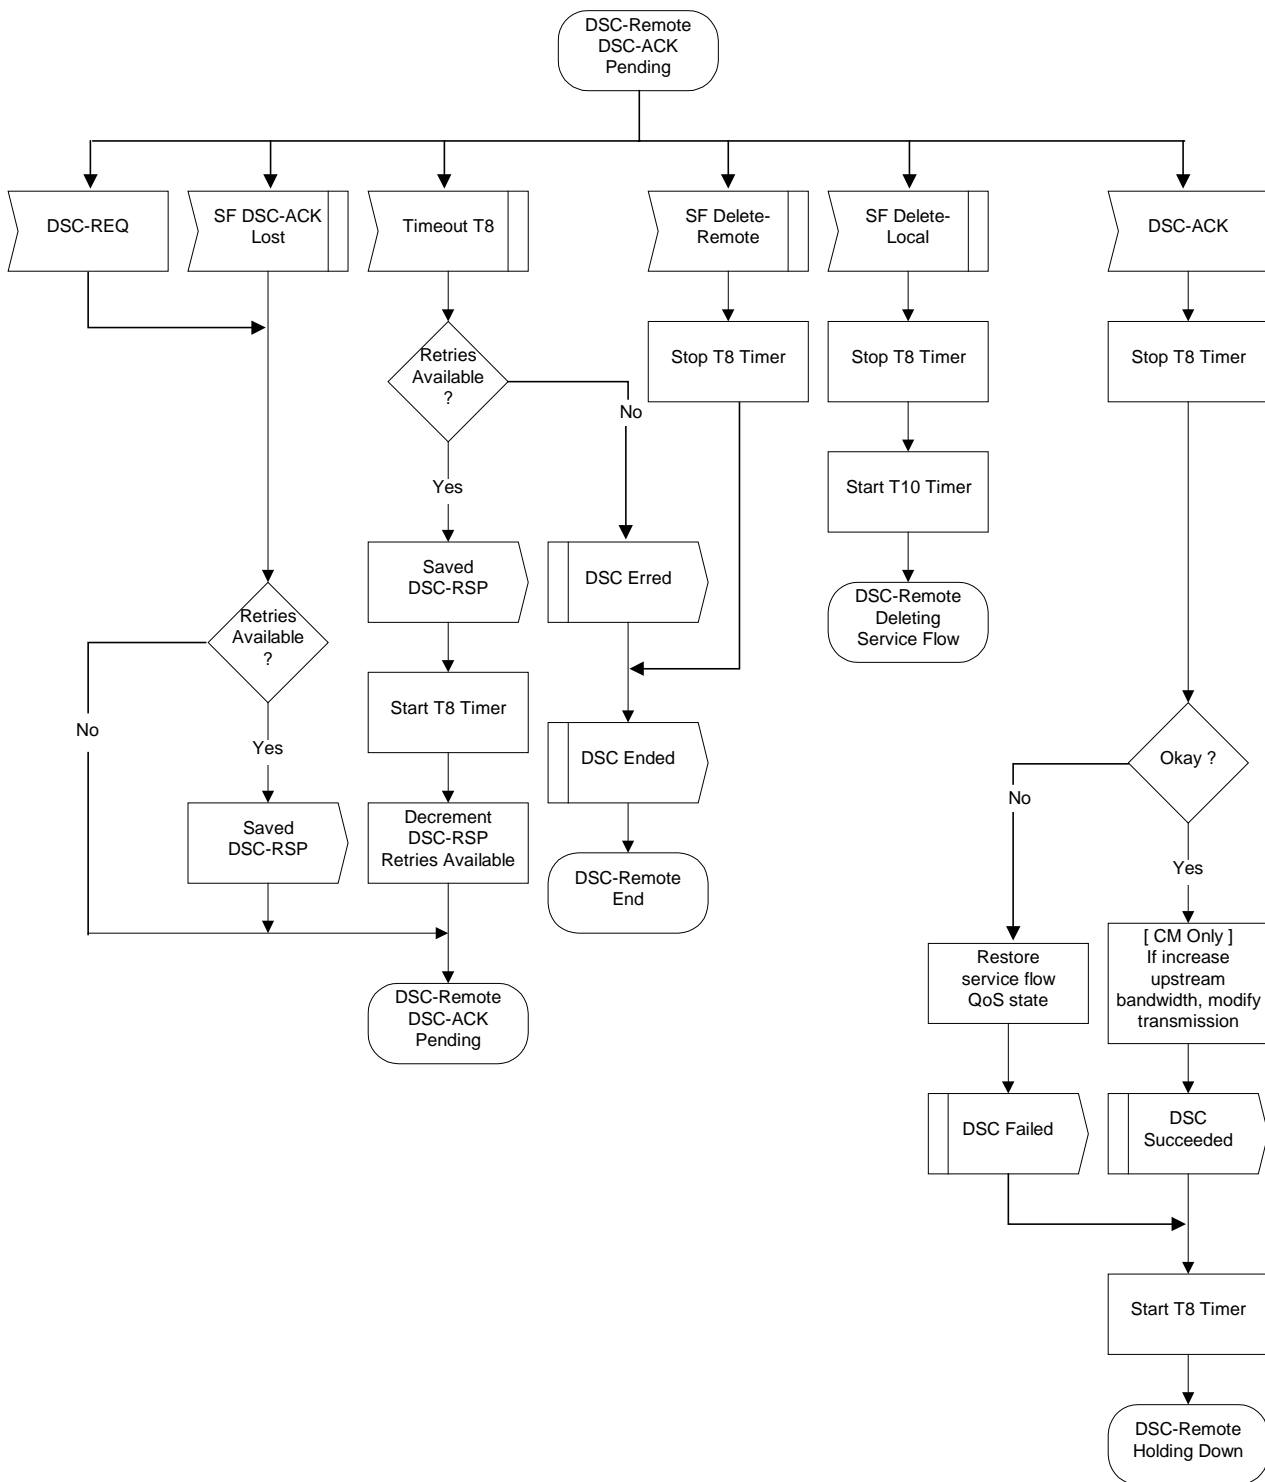 DSC-Remote
DSC-ACK
Pending
DSC-REQ
SF DSC-ACK
Lost
Timeout T8
SF Delete-
Remote
SF Delete-
Local
DSC-ACK
Retries
Available
?
No
Stop T8 Timer
Stop T8 Timer
Stop T8 Timer
Yes
Start T10 Timer
Saved
DSC-RSP
DSC Erred
DSC-Remote
Deleting
Service Flow
Retries
Available
?
No
Yes
Start T8 Timer
DSC Ended
Okay ?
No
Yes
Saved
DSC-RSP
Decrement
DSC-RSP
Retries Available
DSC-Remote
End
Restore
service flow
QoS state
[ CM Only ]
If increase
upstream
bandwidth, modify
transmission
DSC-Remote
DSC-ACK
Pending
DSC Failed
DSC
Succeeded
Start T8 Timer
DSC-Remote
Holding Down